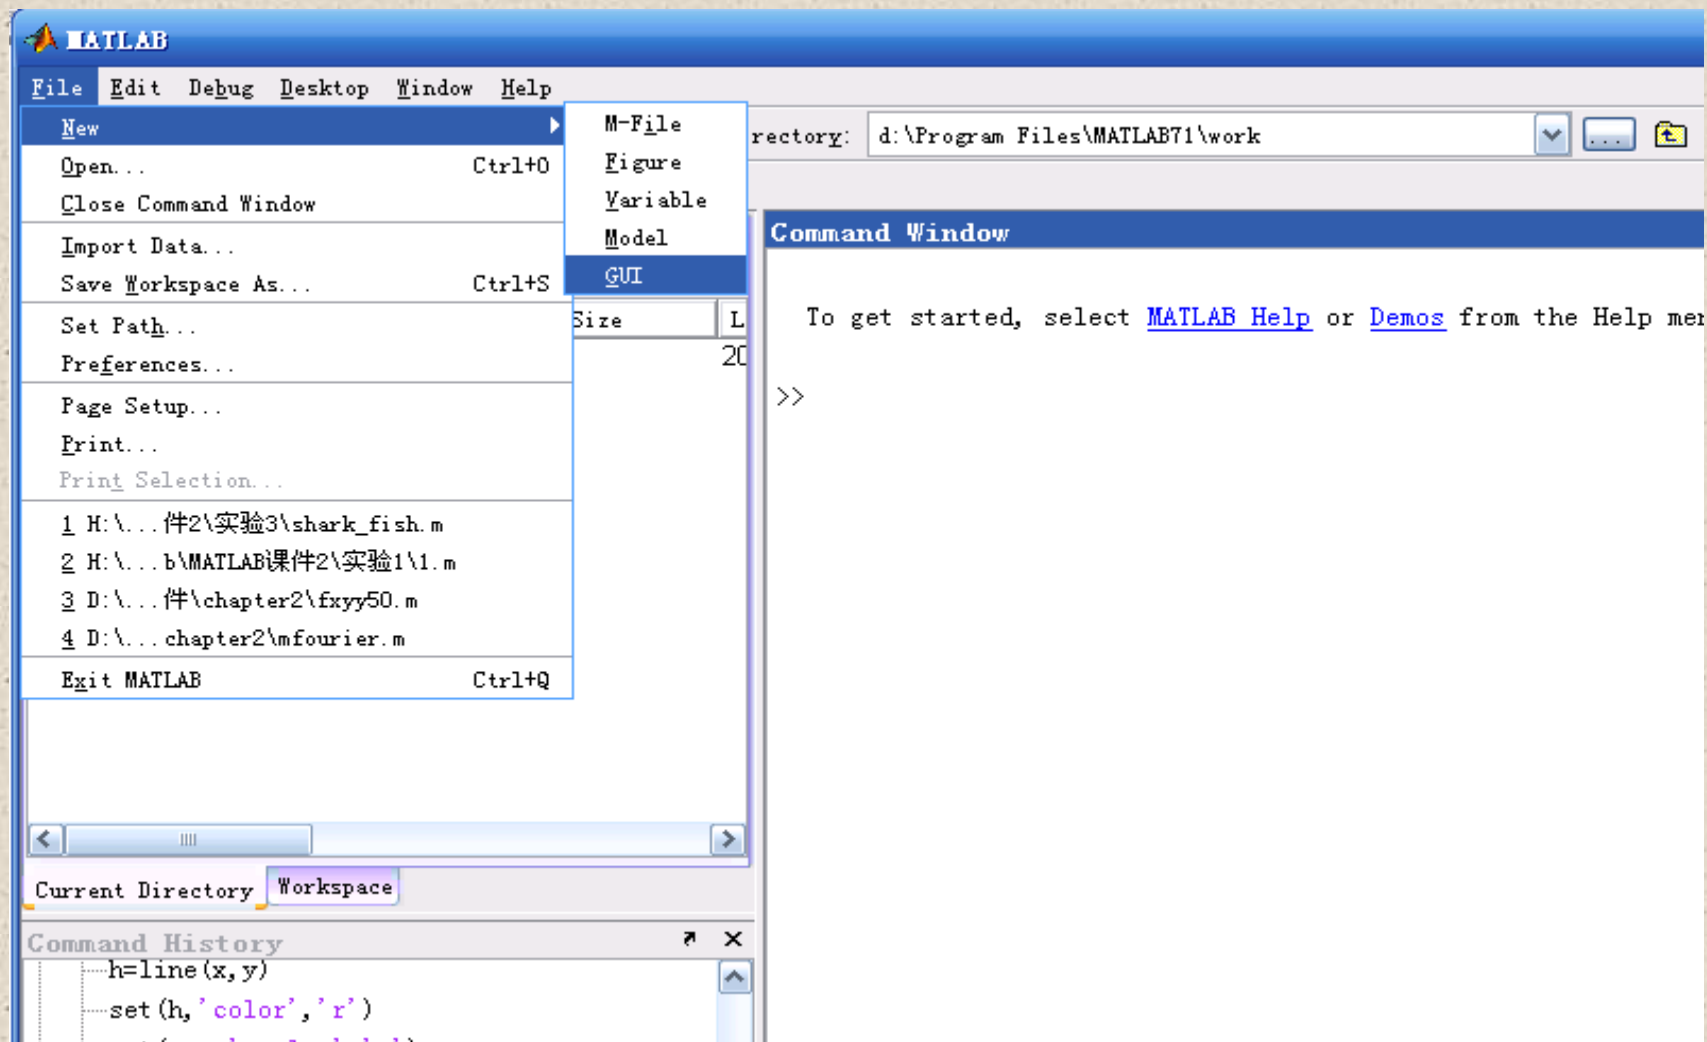 MATLAB
File Edit Debug Desktop Window Help
New
Open... Ctrl+O
Close Command Window
Import Data...
Save Workspace As... Ctrl+S
Set Path...
Preferences...
Page Setup...
Print...
Print Selection...
1 H:\...件2\实验3\shark_fish.m
2 H:\...b\MATLAB课件2\实验1\1.m
3 D:\...件\chapter2\fxyy50.m
4 D:\...chapter2\mfourier.m
Exit MATLAB Ctrl+Q
M-File
Figure
Variable
Model
GUI
rectory: d:\Program Files\MATLAB71\work
...
Size L
20
Current Directory Workspace
Command History
h=line(x,y)
set(h,'color','r')
Command Window
To get started, select MATLAB Help or Demos from the Help men
>>